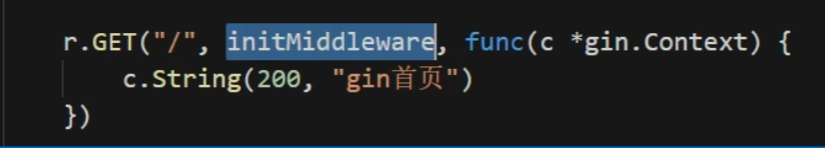 r.GET("/", initMiddleware, func(c *gin.Context) {
c.String(200, "gin首页")
})